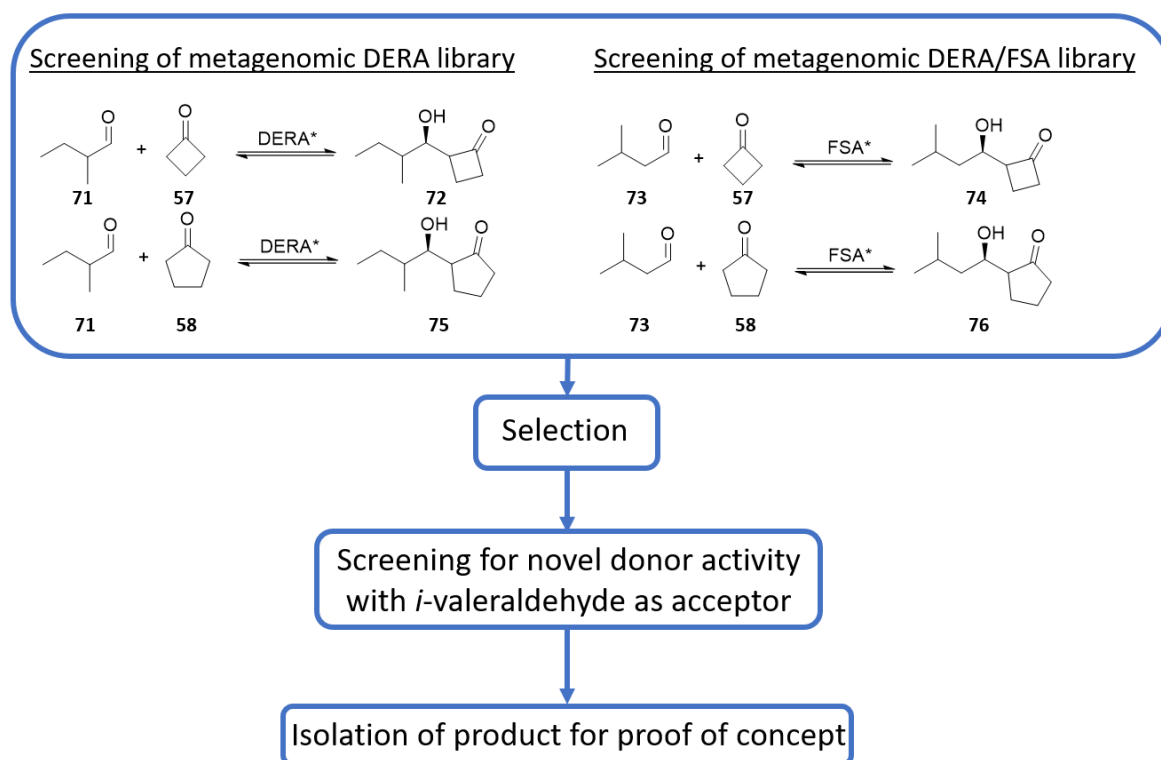 Screening of metagenomic DERA library
O
+
O
DERA*
OH
O
71
57
72
O
+
O
DERA*
OH
O
71
58
75
Screening of metagenomic DERA/FSA library
O
+
O
FSA*
OH
O
73
57
74
O
+
O
FSA*
OH
O
73
58
76
Selection
Screening for novel donor activity
with i-valeraldehyde as acceptor
Isolation of product for proof of concept